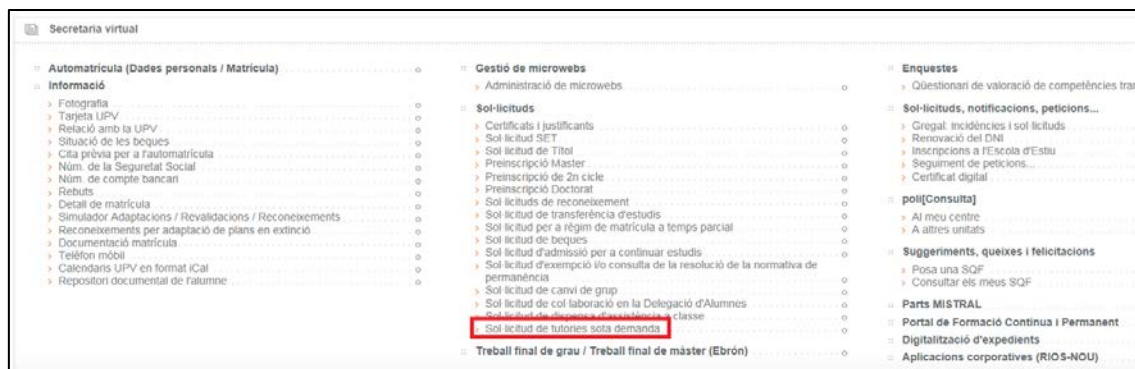 Secretaria virtual
Automatrícula (Dades personals / Matrícula)
Informació
Fotografia
Tarjeta UPV
Relació amb la UPV
Situació de les beques
Cita prèvia per a l'automatrícula
Núm. de la Seguretat Social
Núm. de compte bancari
Rebuts
Detall de matrícula
Simulador Adaptacions / Revalidacions / Reconeixements
Reconeixements per adaptació de plans en extinció
Documentació matrícula
Telèfon mòbil
Calendaris UPV en format iCal
Repositori documental de l'alumne
Gestió de microwebs
Administració de microwebs
Sol·licituds
Certificats i justificants
Sol·licitud SET
Sol·licitud de Títol
Preinscripció Master
Preinscripció de 2n cicle
Preinscripció Doctorat
Sol·licituds de reconeixement
Sol·licitud de transferència d'estudis
Sol·licitud per a règim de matrícula a temps parcial
Sol·licitud de beques
Sol·licitud d'admissió per a continuar estudis
Sol·licitud d'exempció i/o consulta de la resolució de la normativa de
permanència
Sol·licitud de canvi de grup
Sol·licitud de col·laboració en la Delegació d'Alumnes
Sol·licitud de dispensa d'assistència a classe
Sol·licitud de tutories sota demanda
Treball final de grau / Treball final de màster (Ebrón)
Enquestes
Qüestionari de valoració de competències tran
Sol·licituds, notificacions, peticions...
Gregal: incidències i sol·licituds
Renovació del DNI
Inscripcions a l'Escola d'Estiu
Seguiment de peticions...
Certificat digital
poli[Consulta]
Al meu centre
A altres unitats
Suggeriments, queixes i felicitacions
Posa una SQF
Consultar els meus SQF
Parts MISTRAL
Portal de Formació Contínua i Permanent
Digitalització d'expedients
Aplicacions corporatives (RIOS-NOU)